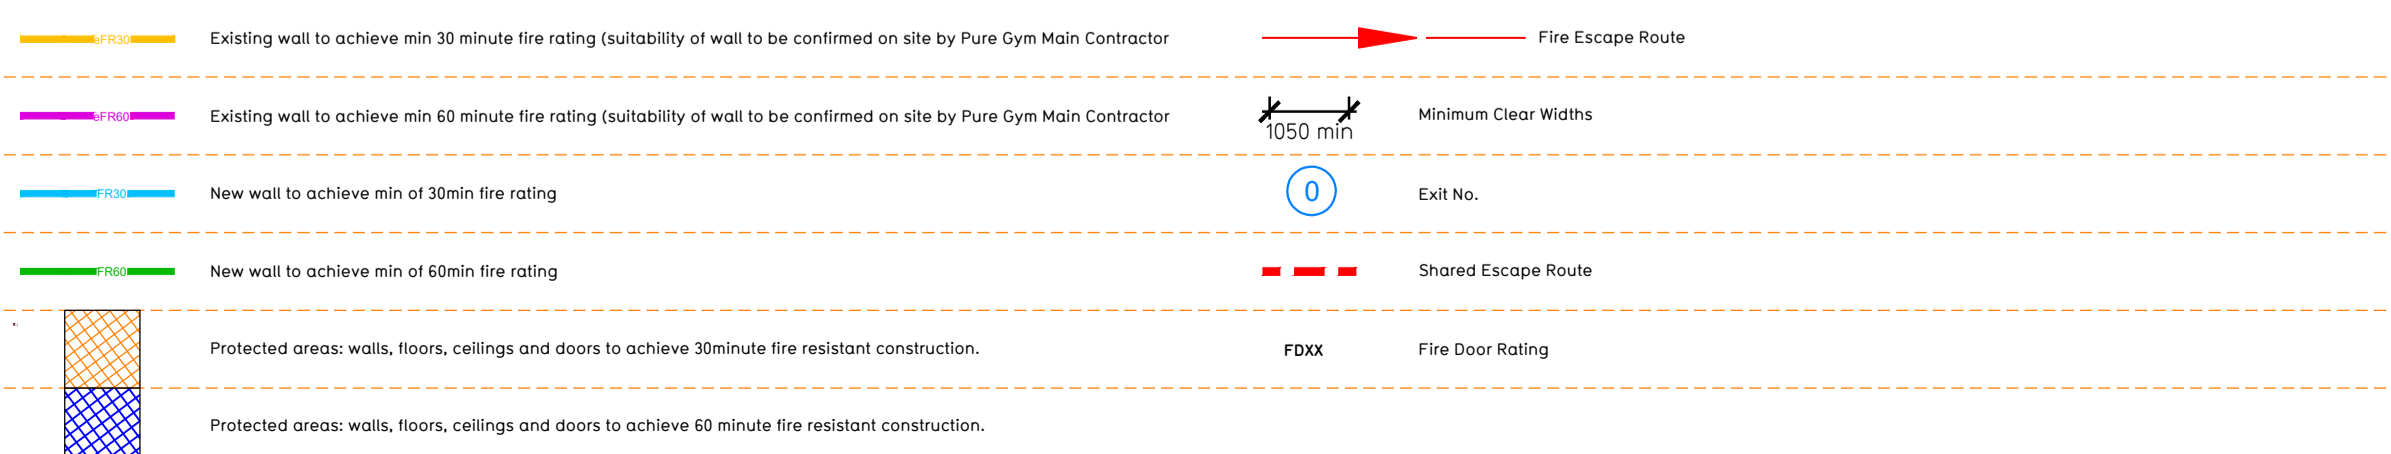 eFR30 Existing wall to achieve min 30 minute fire rating (suitability of wall to be confirmed on site by Pure Gym Main Contractor
Fire Escape Route
eFR60 Existing wall to achieve min 60 minute fire rating (suitability of wall to be confirmed on site by Pure Gym Main Contractor
1050 min Minimum Clear Widths
FR30 New wall to achieve min of 30min fire rating
0 Exit No.
FR60 New wall to achieve min of 60min fire rating
Shared Escape Route
Protected areas: walls, floors, ceilings and doors to achieve 30minute fire resistant construction.
FDXX Fire Door Rating
Protected areas: walls, floors, ceilings and doors to achieve 60 minute fire resistant construction.